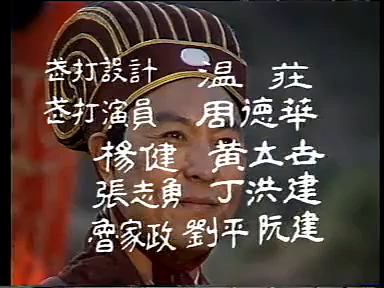 武打設計 溫莊
武打演員 周德華
楊健 黃太古
張志勇 丁洪建
曾家政 劉平 阮建